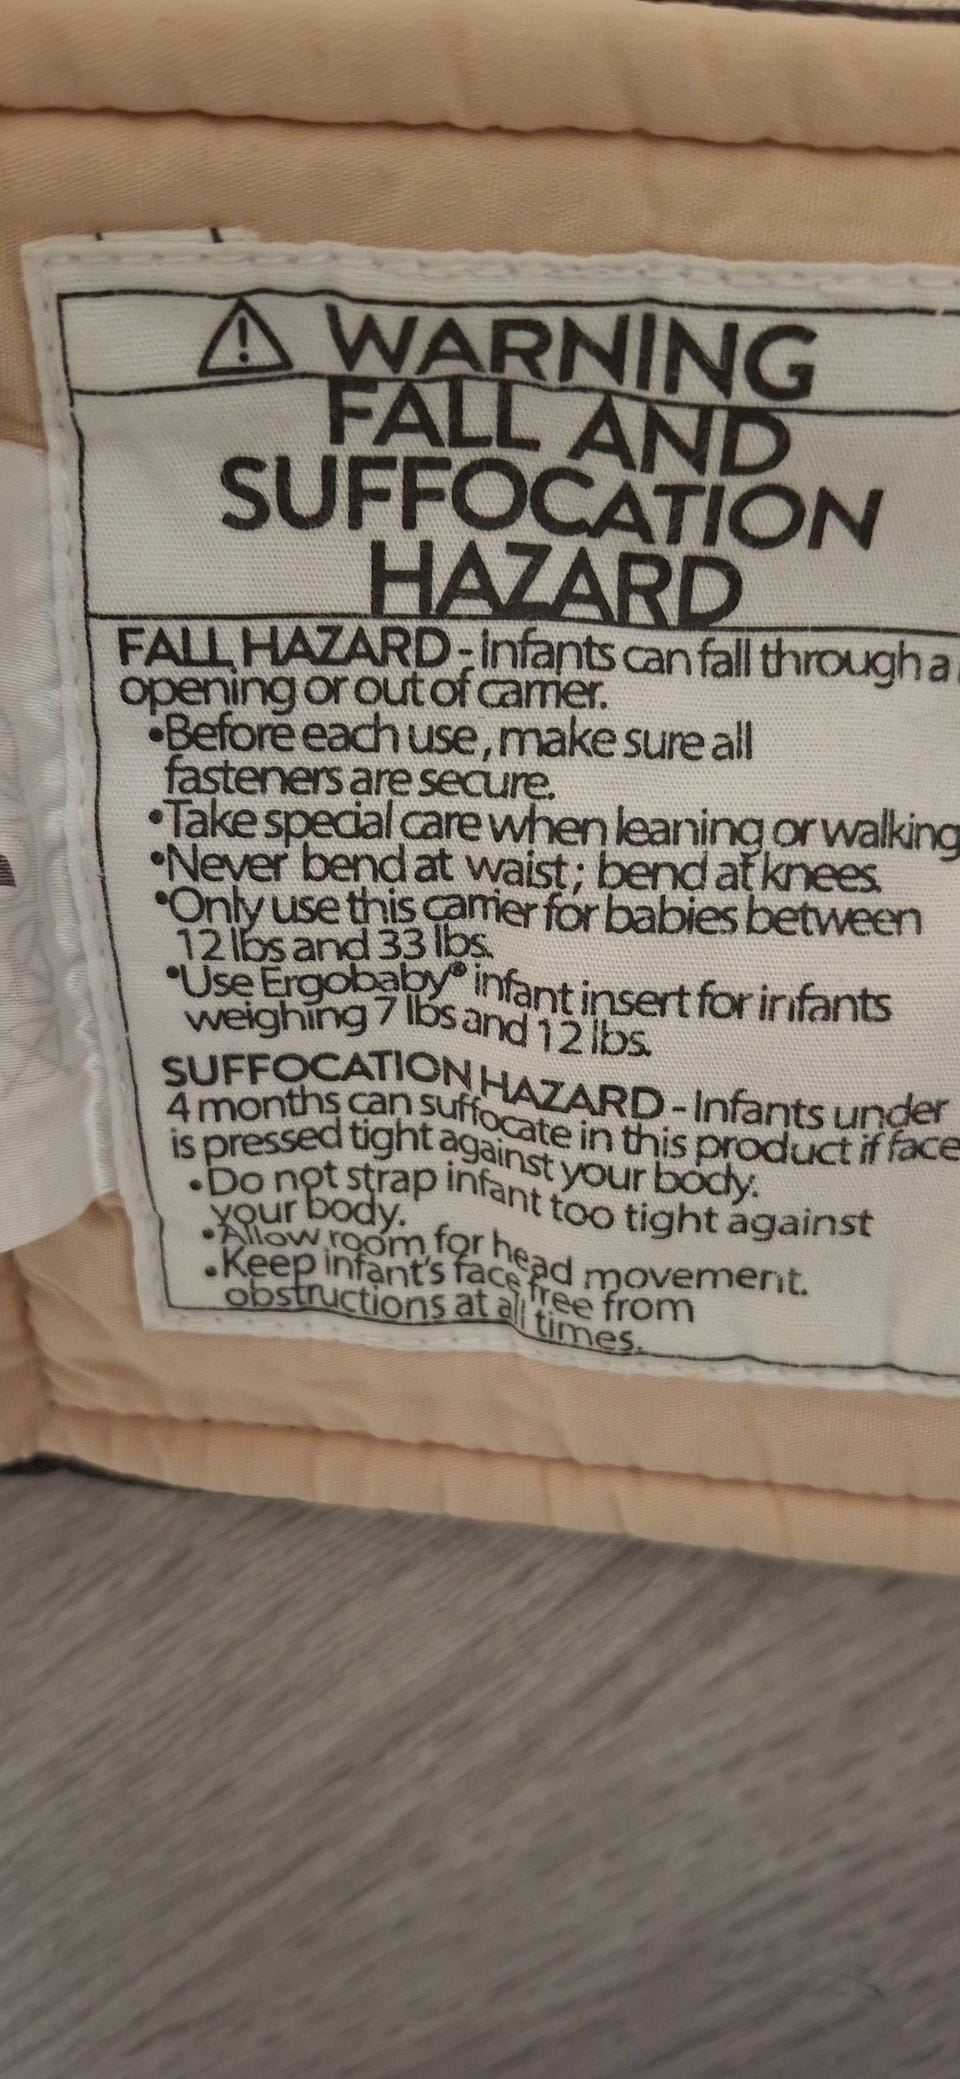 ⚠ WARNING
FALL AND
SUFFOCATION
HAZARD
FALL HAZARD - Infants can fall through a
opening or out of carrier.
•Before each use, make sure all
fasteners are secure.
•Take special care when leaning or walking
•Never bend at waist; bend at knees.
•Only use this carrier for babies between
12 lbs and 33 lbs.
•Use Ergobaby® infant insert for infants
weighing 7 lbs and 12 lbs.
SUFFOCATION HAZARD - Infants under
4 months can suffocate in this product if face
is pressed tight against your body.
•Do not strap infant too tight against
your body.
•Allow room for head movement.
•Keep infant's face free from
obstructions at all times.